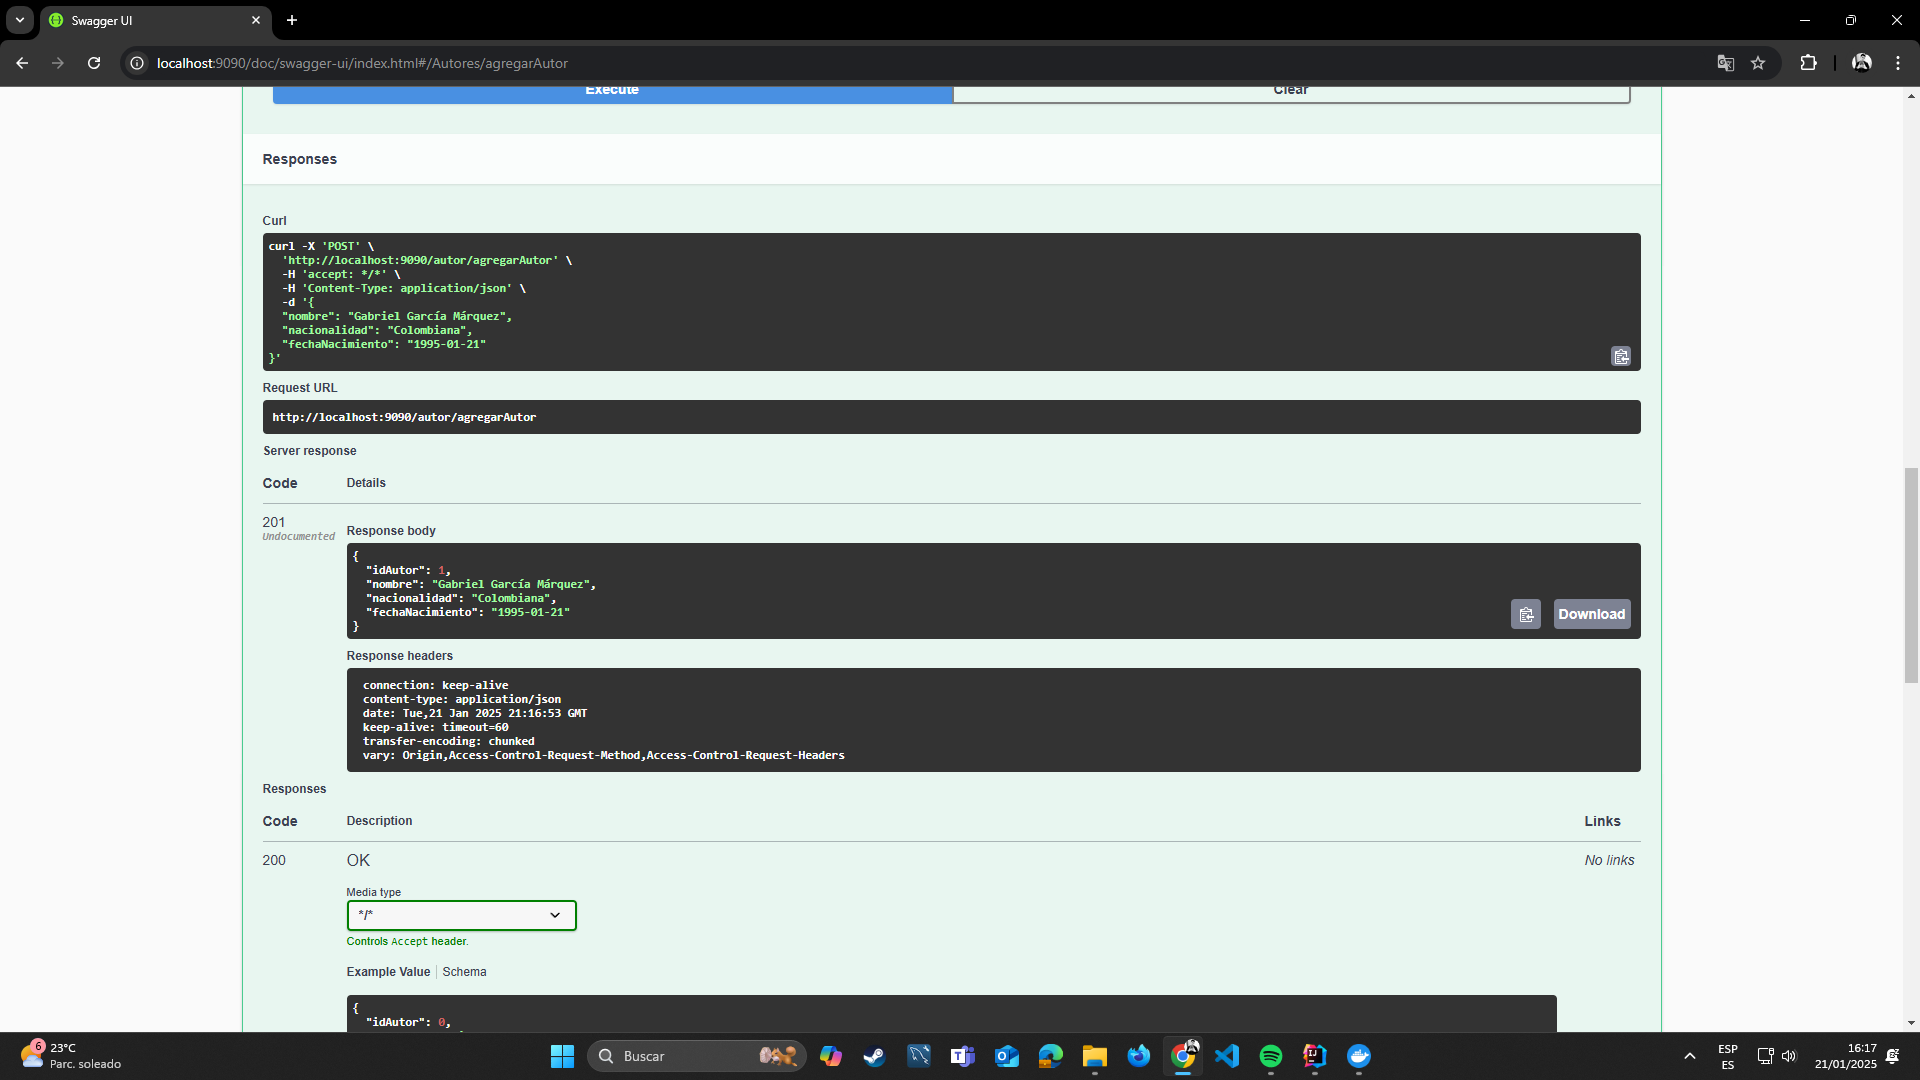 Swagger UI
localhost:9090/doc/swagger-ui/index.html#/Autores/agregarAutor
Execute
Clear
Responses
Curl
curl -X 'POST' \
'http://localhost:9090/autor/agregarAutor' \
-H 'accept: */*' \
-H 'Content-Type: application/json' \
-d '{
"nombre": "Gabriel García Márquez",
"nacionalidad": "Colombiana",
"fechaNacimiento": "1995-01-21"
}'
Request URL
http://localhost:9090/autor/agregarAutor
Server response
Code Details
201
Undocumented
Response body
{
"idAutor": 1,
"nombre": "Gabriel García Márquez",
"nacionalidad": "Colombiana",
"fechaNacimiento": "1995-01-21"
}
Download
Response headers
connection: keep-alive
content-type: application/json
date: Tue,21 Jan 2025 21:16:53 GMT
keep-alive: timeout=60
transfer-encoding: chunked
vary: Origin,Access-Control-Request-Method,Access-Control-Request-Headers
Responses
Code Description Links
200 OK No links
Media type
*/*
Controls Accept header.
Example Value Schema
{
"idAutor": 0,
6
23°C
Parc. soleado
Buscar
ESP
ES
16:17
21/01/2025